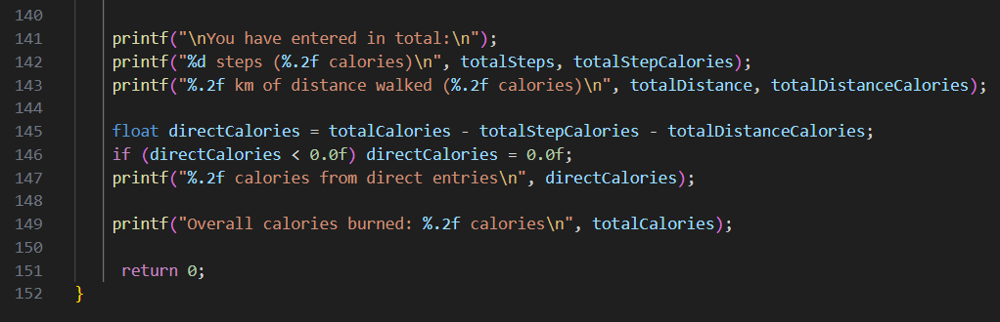 140
141 printf("\nYou have entered in total:\n");
142 printf("%d steps (%.2f calories)\n", totalSteps, totalStepCalories);
143 printf("%.2f km of distance walked (%.2f calories)\n", totalDistance, totalDistanceCalories);
144
145 float directCalories = totalCalories - totalStepCalories - totalDistanceCalories;
146 if (directCalories < 0.0f) directCalories = 0.0f;
147 printf("%.2f calories from direct entries\n", directCalories);
148
149 printf("Overall calories burned: %.2f calories\n", totalCalories);
150
151 return 0;
152 }